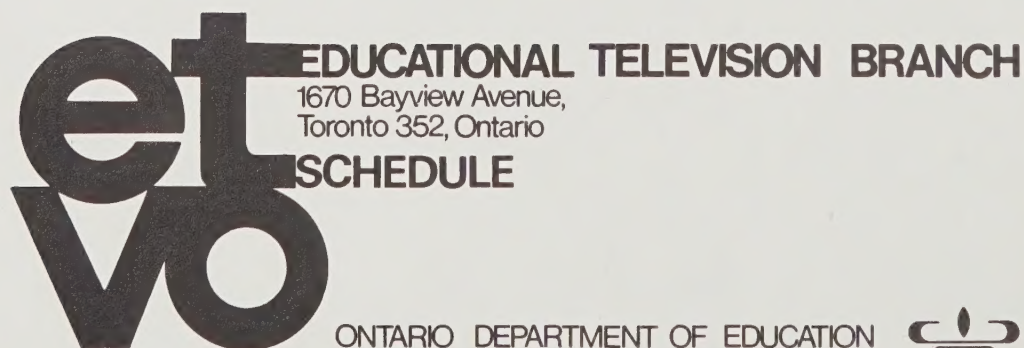 etvo
EDUCATIONAL TELEVISION BRANCH
1670 Bayview Avenue,
Toronto 352, Ontario
SCHEDULE
ONTARIO DEPARTMENT OF EDUCATION